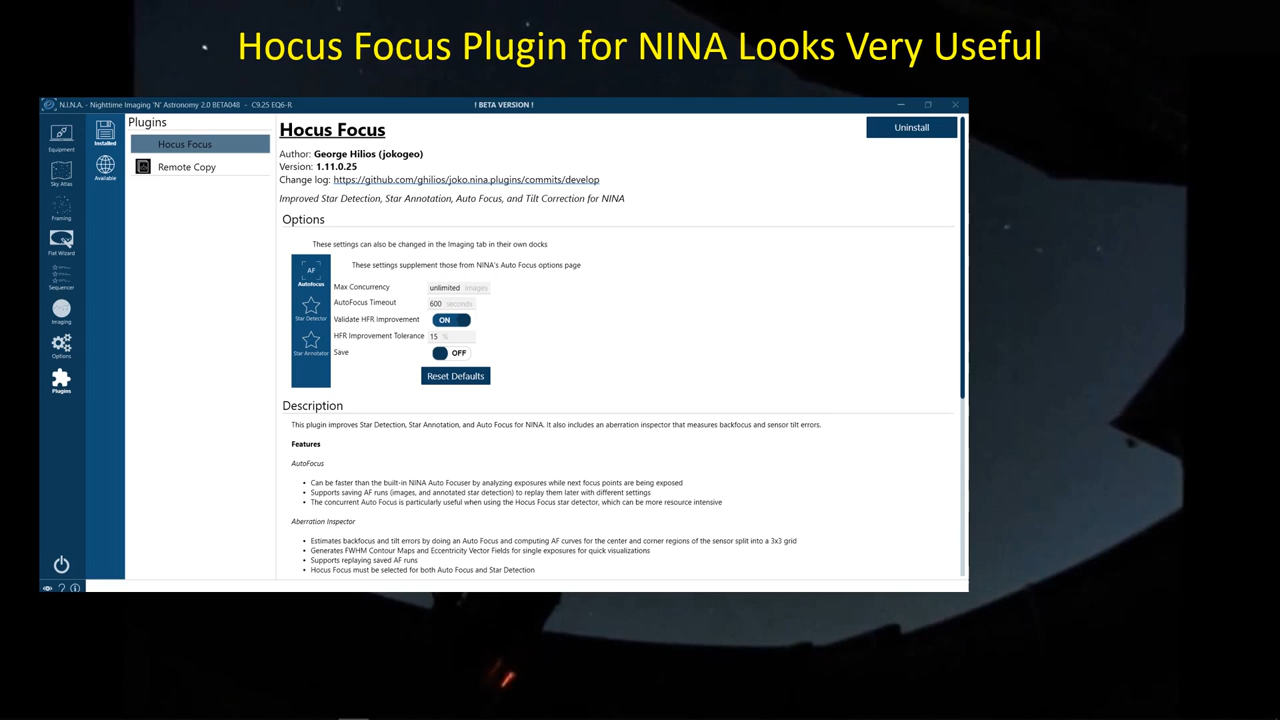 Hocus Focus Plugin for NINA Looks Very Useful
N.I.N.A. - Nighttime Imaging 'N' Astronomy 2.0 BETA048 - C9.25 EQ6-R
! BETA VERSION !
Equipment
Sky Atlas
Framing
Flat Wizard
Sequencer
Imaging
Options
Plugins
Installed
Available
Plugins
Hocus Focus
Remote Copy
Hocus Focus
Uninstall
Author: George Hilios (jokogeo)
Version: 1.11.0.25
Change log: https://github.com/ghilios/joko.nina.plugins/commits/develop
Improved Star Detection, Star Annotation, Auto Focus, and Tilt Correction for NINA
Options
These settings can also be changed in the Imaging tab in their own docks
AF
Autofocus
Star Detector
Star Annotator
These settings supplement those from NINA's Auto Focus options page
Max Concurrency unlimited images
AutoFocus Timeout 600 seconds
Validate HFR Improvement ON
HFR Improvement Tolerance 15 %
Save OFF
Reset Defaults
Description
This plugin improves Star Detection, Star Annotation, and Auto Focus for NINA. It also includes an aberration inspector that measures backfocus and sensor tilt errors.
Features
AutoFocus
• Can be faster than the built-in NINA Auto Focuser by analyzing exposures while next focus points are being exposed
• Supports saving AF runs (images, and annotated star detection) to replay them later with different settings
• The concurrent Auto Focus is particularly useful when using the Hocus Focus star detector, which can be more resource intensive
Aberration Inspector
• Estimates backfocus and tilt errors by doing an Auto Focus and computing AF curves for the center and corner regions of the sensor split into a 3x3 grid
• Generates FWHM Contour Maps and Eccentricity Vector Fields for single exposures for quick visualizations
• Supports replaying saved AF runs
• Hocus Focus must be selected for both Auto Focus and Star Detection